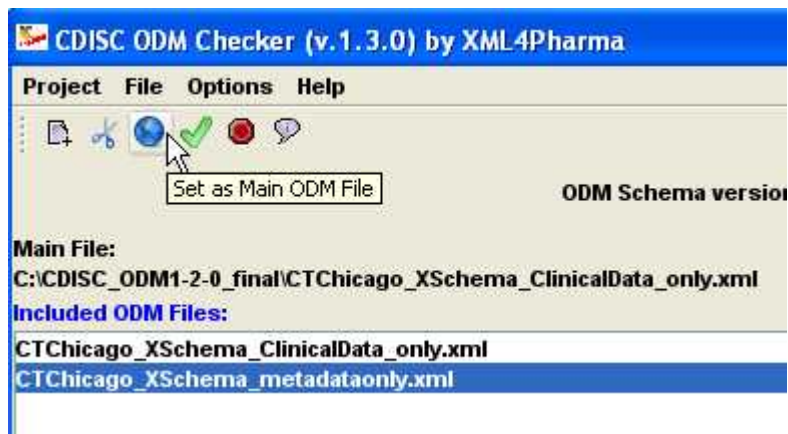 CDISC ODM Checker (v.1.3.0) by XML4Pharma
Project File Options Help
Set as Main ODM File
ODM Schema version
Main File:
C:\CDISC_ODM1-2-0_final\CTChicago_XSchema_ClinicalData_only.xml
Included ODM Files:
CTChicago_XSchema_ClinicalData_only.xml
CTChicago_XSchema_metadataonly.xml